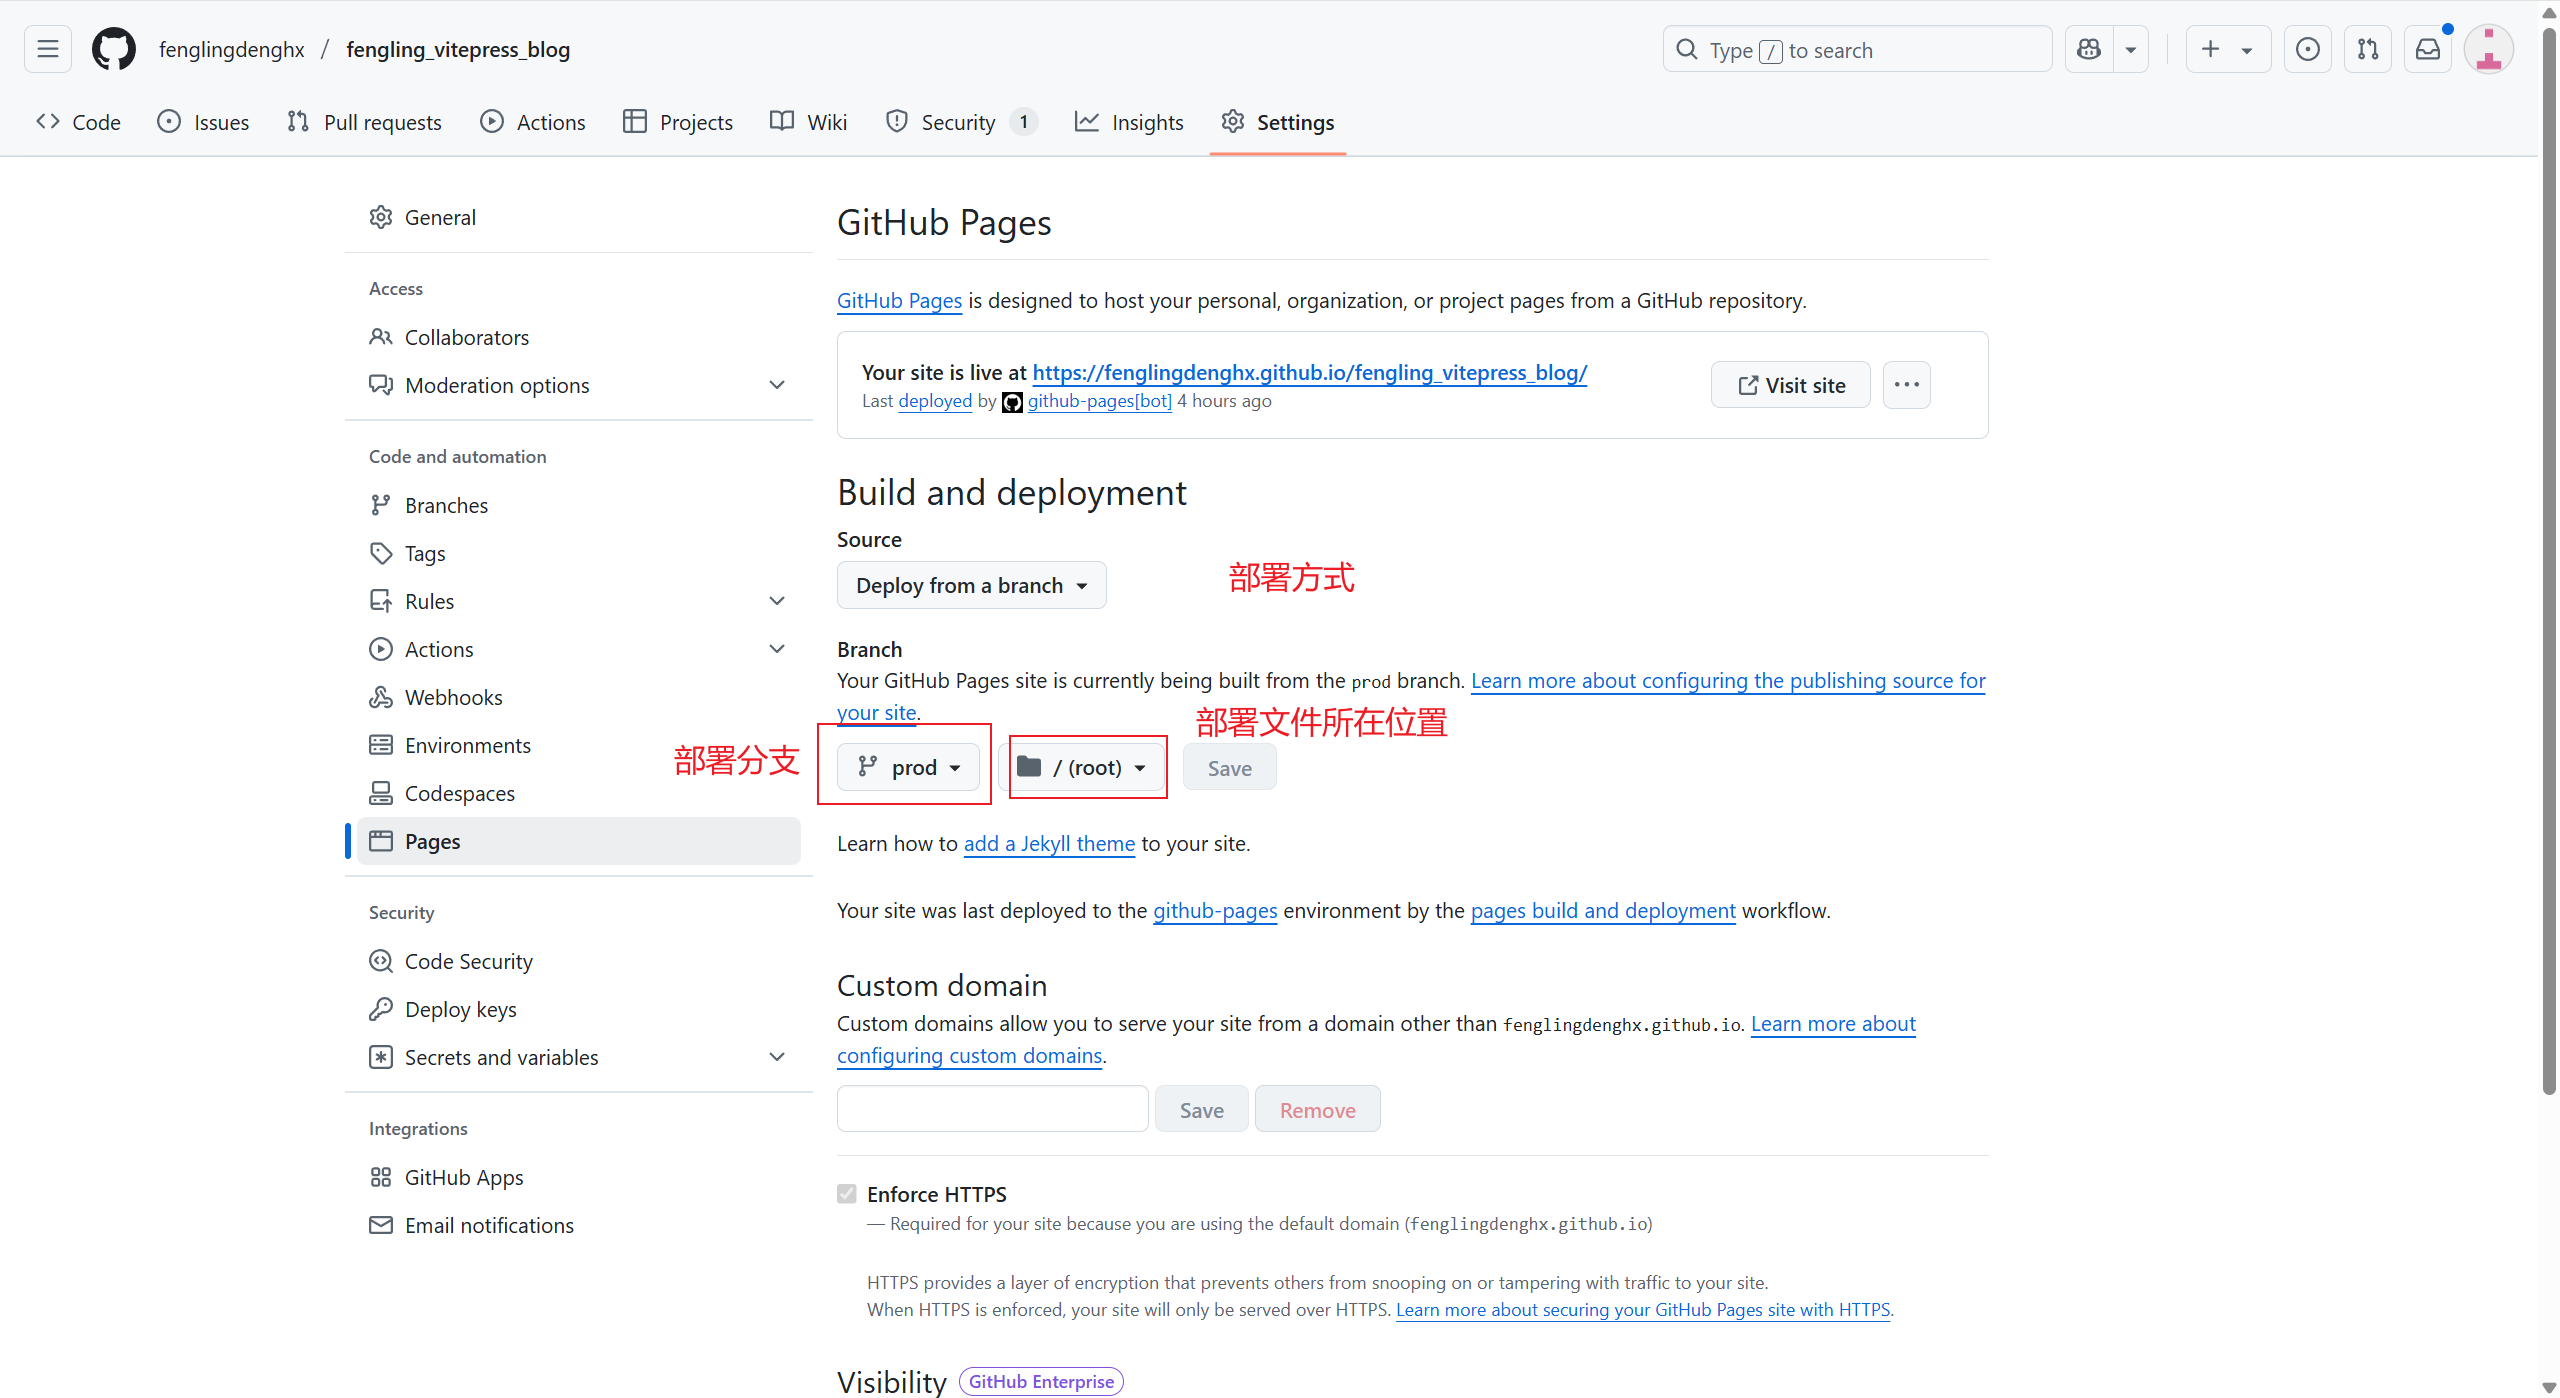 fenglingdenghx / fengling_vitepress_blog
Type / to search
Code
Issues
Pull requests
Actions
Projects
Wiki
Security 1
Insights
Settings
General
Access
Collaborators
Moderation options
Code and automation
Branches
Tags
Rules
Actions
Webhooks
Environments
Codespaces
Pages
Security
Code Security
Deploy keys
Secrets and variables
Integrations
GitHub Apps
Email notifications
GitHub Pages
GitHub Pages is designed to host your personal, organization, or project pages from a GitHub repository.
Your site is live at https://fenglingdenghx.github.io/fengling_vitepress_blog/
Last deployed by github-pages[bot] 4 hours ago
Visit site
Build and deployment
Source
Deploy from a branch
部署方式
Branch
Your GitHub Pages site is currently being built from the prod branch. Learn more about configuring the publishing source for
your site.
部署文件所在位置
部署分支
prod
/ (root)
Save
Learn how to add a Jekyll theme to your site.
Your site was last deployed to the github-pages environment by the pages build and deployment workflow.
Custom domain
Custom domains allow you to serve your site from a domain other than fenglingdenghx.github.io. Learn more about
configuring custom domains.
Save
Remove
Enforce HTTPS
— Required for your site because you are using the default domain (fenglingdenghx.github.io)
HTTPS provides a layer of encryption that prevents others from snooping on or tampering with traffic to your site.
When HTTPS is enforced, your site will only be served over HTTPS. Learn more about securing your GitHub Pages site with HTTPS.
Visibility GitHub Enterprise